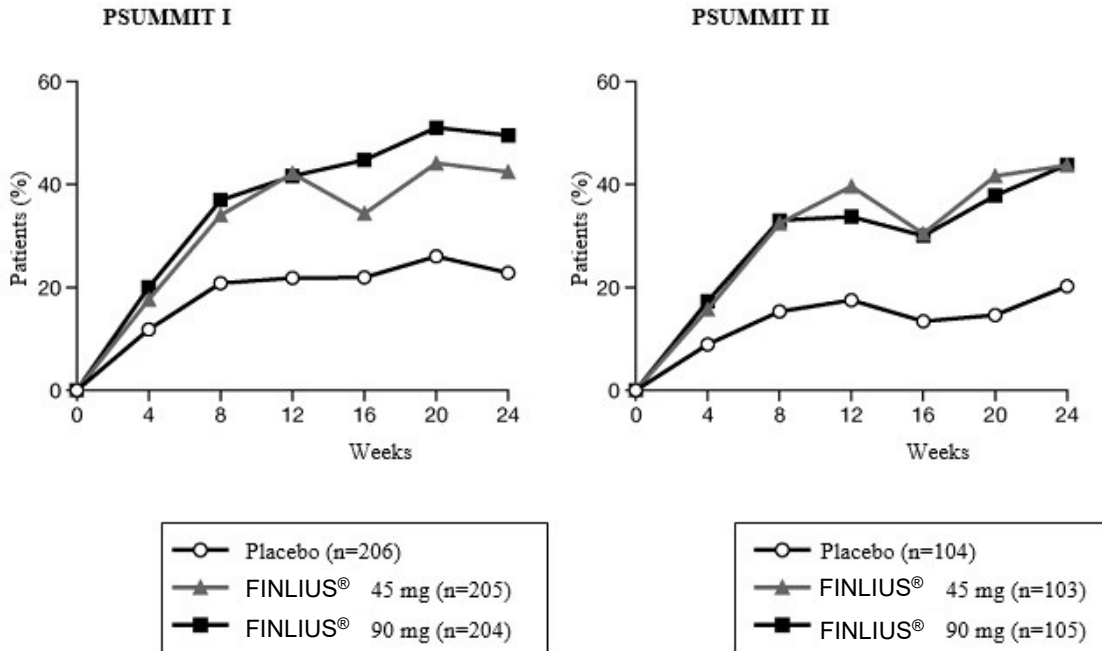 PSUMMIT I
60
40
20
0
Patients (%)
0 4 8 12 16 20 24
Weeks
Placebo (n=206)
FINLIUS® 45 mg (n=205)
FINLIUS® 90 mg (n=204)
PSUMMIT II
60
40
20
0
Patients (%)
0 4 8 12 16 20 24
Weeks
Placebo (n=104)
FINLIUS® 45 mg (n=103)
FINLIUS® 90 mg (n=105)